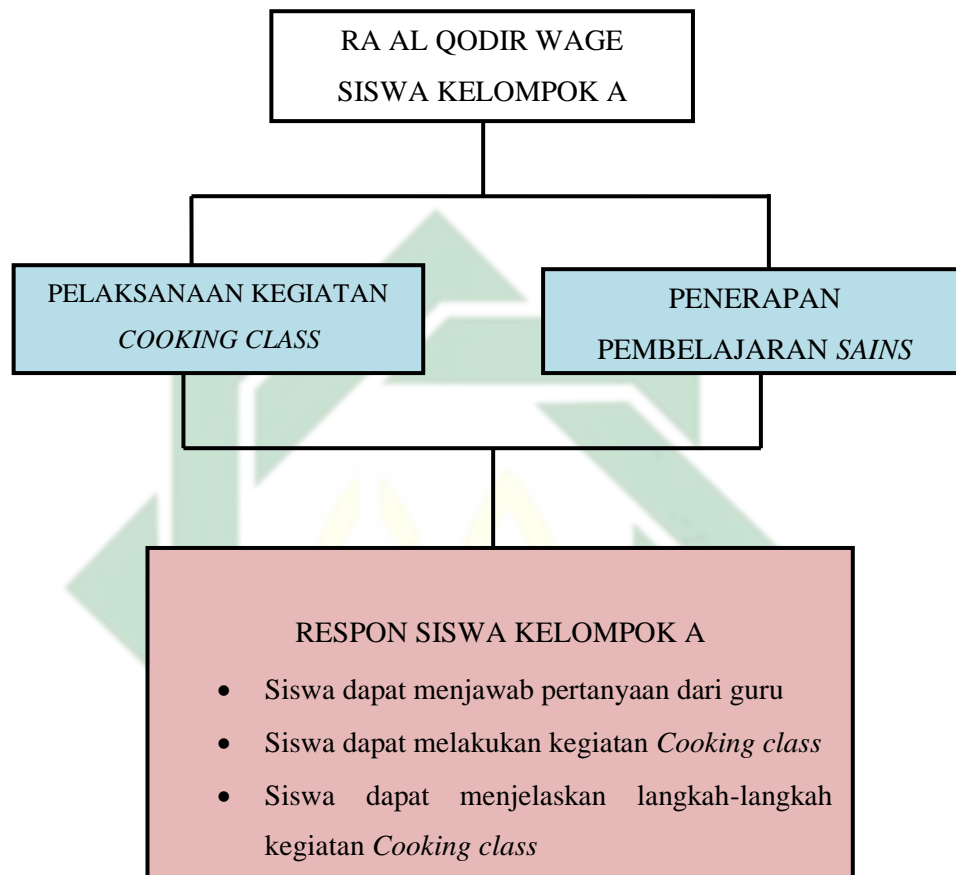 RA AL QODIR WAGE
SISWA KELOMPOK A
PELAKSANAAN KEGIATAN
COOKING CLASS
PENERAPAN
PEMBELAJARAN SAINS
RESPON SISWA KELOMPOK A
• Siswa dapat menjawab pertanyaan dari guru
• Siswa dapat melakukan kegiatan Cooking class
• Siswa dapat menjelaskan langkah-langkah
kegiatan Cooking class